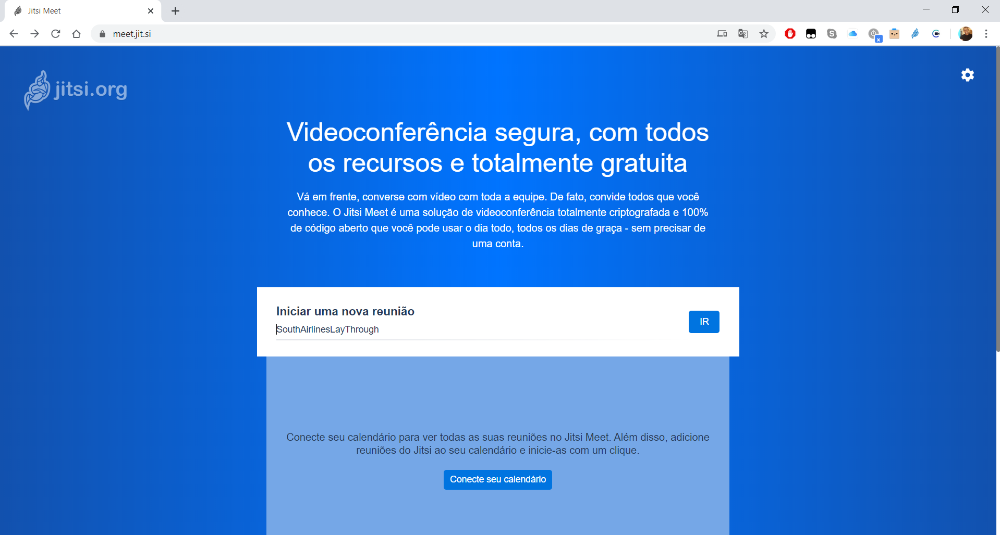 Jitsi Meet
meet.jit.si
jitsi.org
Videoconferência segura, com todos
os recursos e totalmente gratuita
Vá em frente, converse com vídeo com toda a equipe. De fato, convide todos que você
conhece. O Jitsi Meet é uma solução de videoconferência totalmente criptografada e 100%
de código aberto que você pode usar o dia todo, todos os dias de graça - sem precisar de
uma conta.
Iniciar uma nova reunião
SouthAirlinesLayThrough
IR
Conecte seu calendário para ver todas as suas reuniões no Jitsi Meet. Além disso, adicione
reuniões do Jitsi ao seu calendário e inicie-as com um clique.
Conecte seu calendário